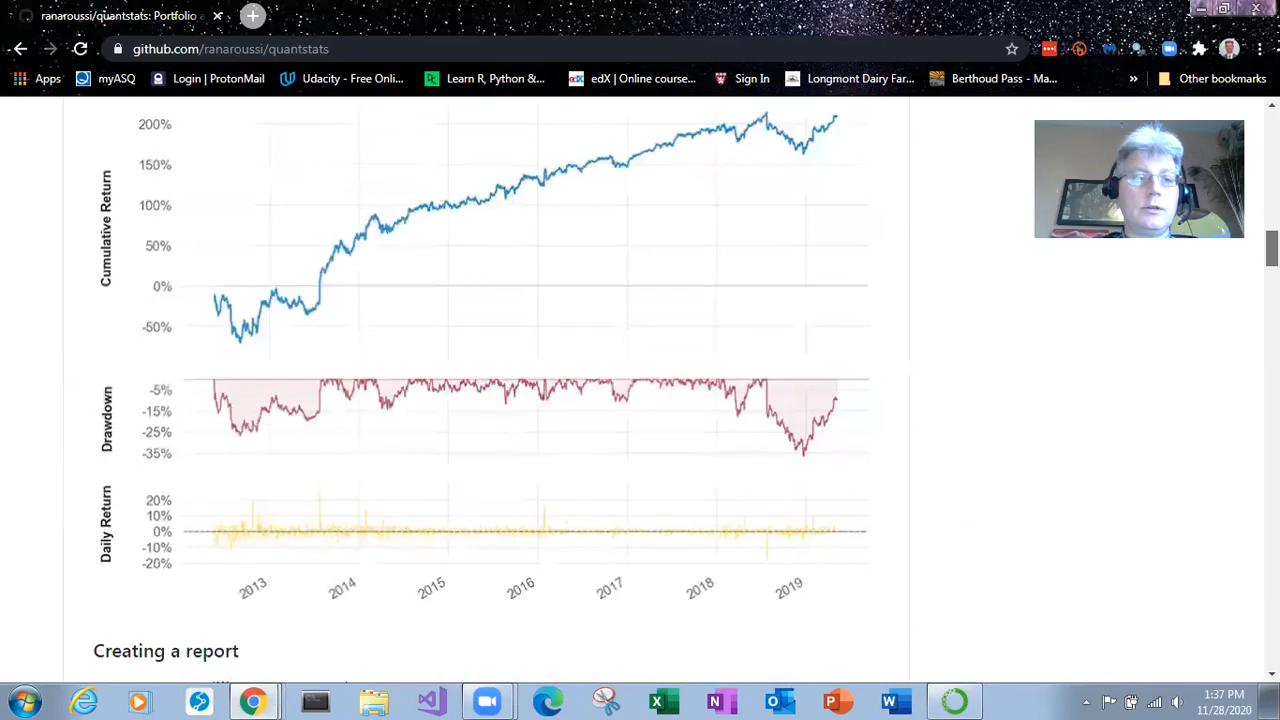 ranaroussi/quantstats: Portfolio a
github.com/ranaroussi/quantstats
Apps
myASQ
Login | ProtonMail
Udacity - Free Onli...
Learn R, Python &...
edX | Online course...
Sign In
Longmont Dairy Far...
Berthoud Pass - Ma...
»
Other bookmarks
Cumulative Return
200%
150%
100%
50%
0%
-50%
Drawdown
-5%
-15%
-25%
-35%
Daily Return
20%
10%
0%
-10%
-20%
2013
2014
2015
2016
2017
2018
2019
Creating a report
1:37 PM
11/28/2020